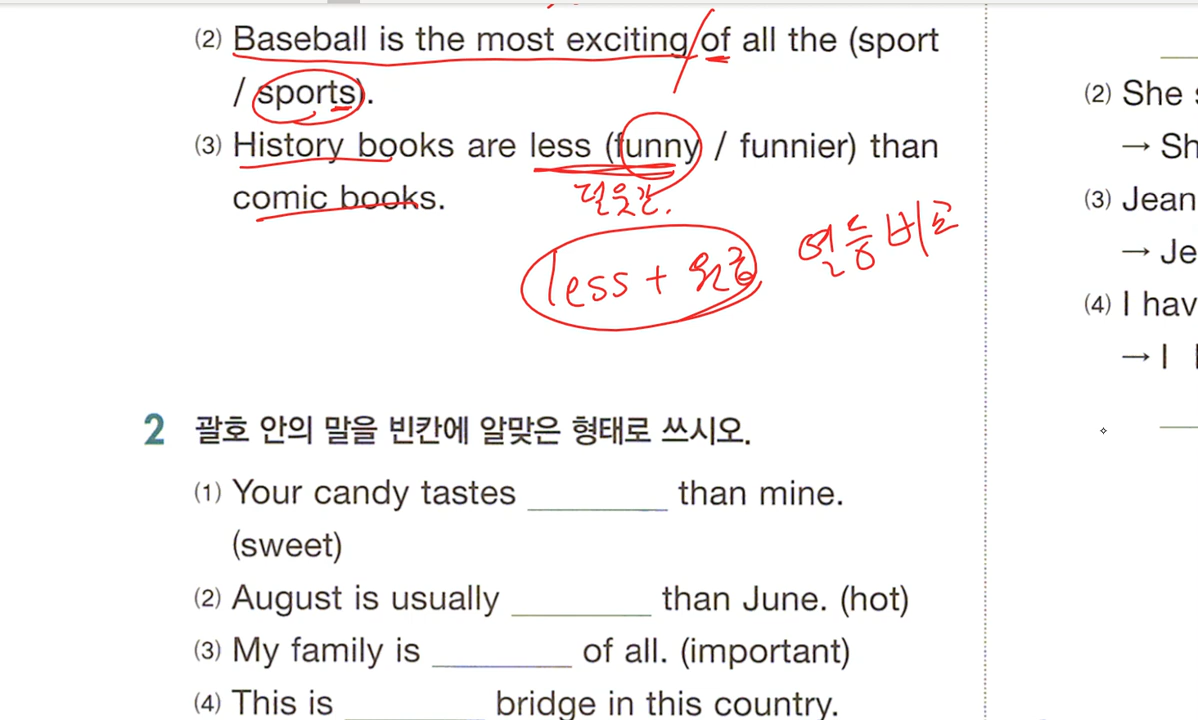 (2) Baseball is the most exciting of all the (sport
/ sports).
(3) History books are less (funny / funnier) than
comic books.
덜 웃긴.
less + 원급
열등비교
2 괄호 안의 말을 빈칸에 알맞은 형태로 쓰시오.
(1) Your candy tastes ________ than mine.
(sweet)
(2) August is usually ________ than June. (hot)
(3) My family is ________ of all. (important)
(4) This is ________ bridge in this country.
(2) She
→ Sh
(3) Jean
→ Je
(4) I hav
→ I